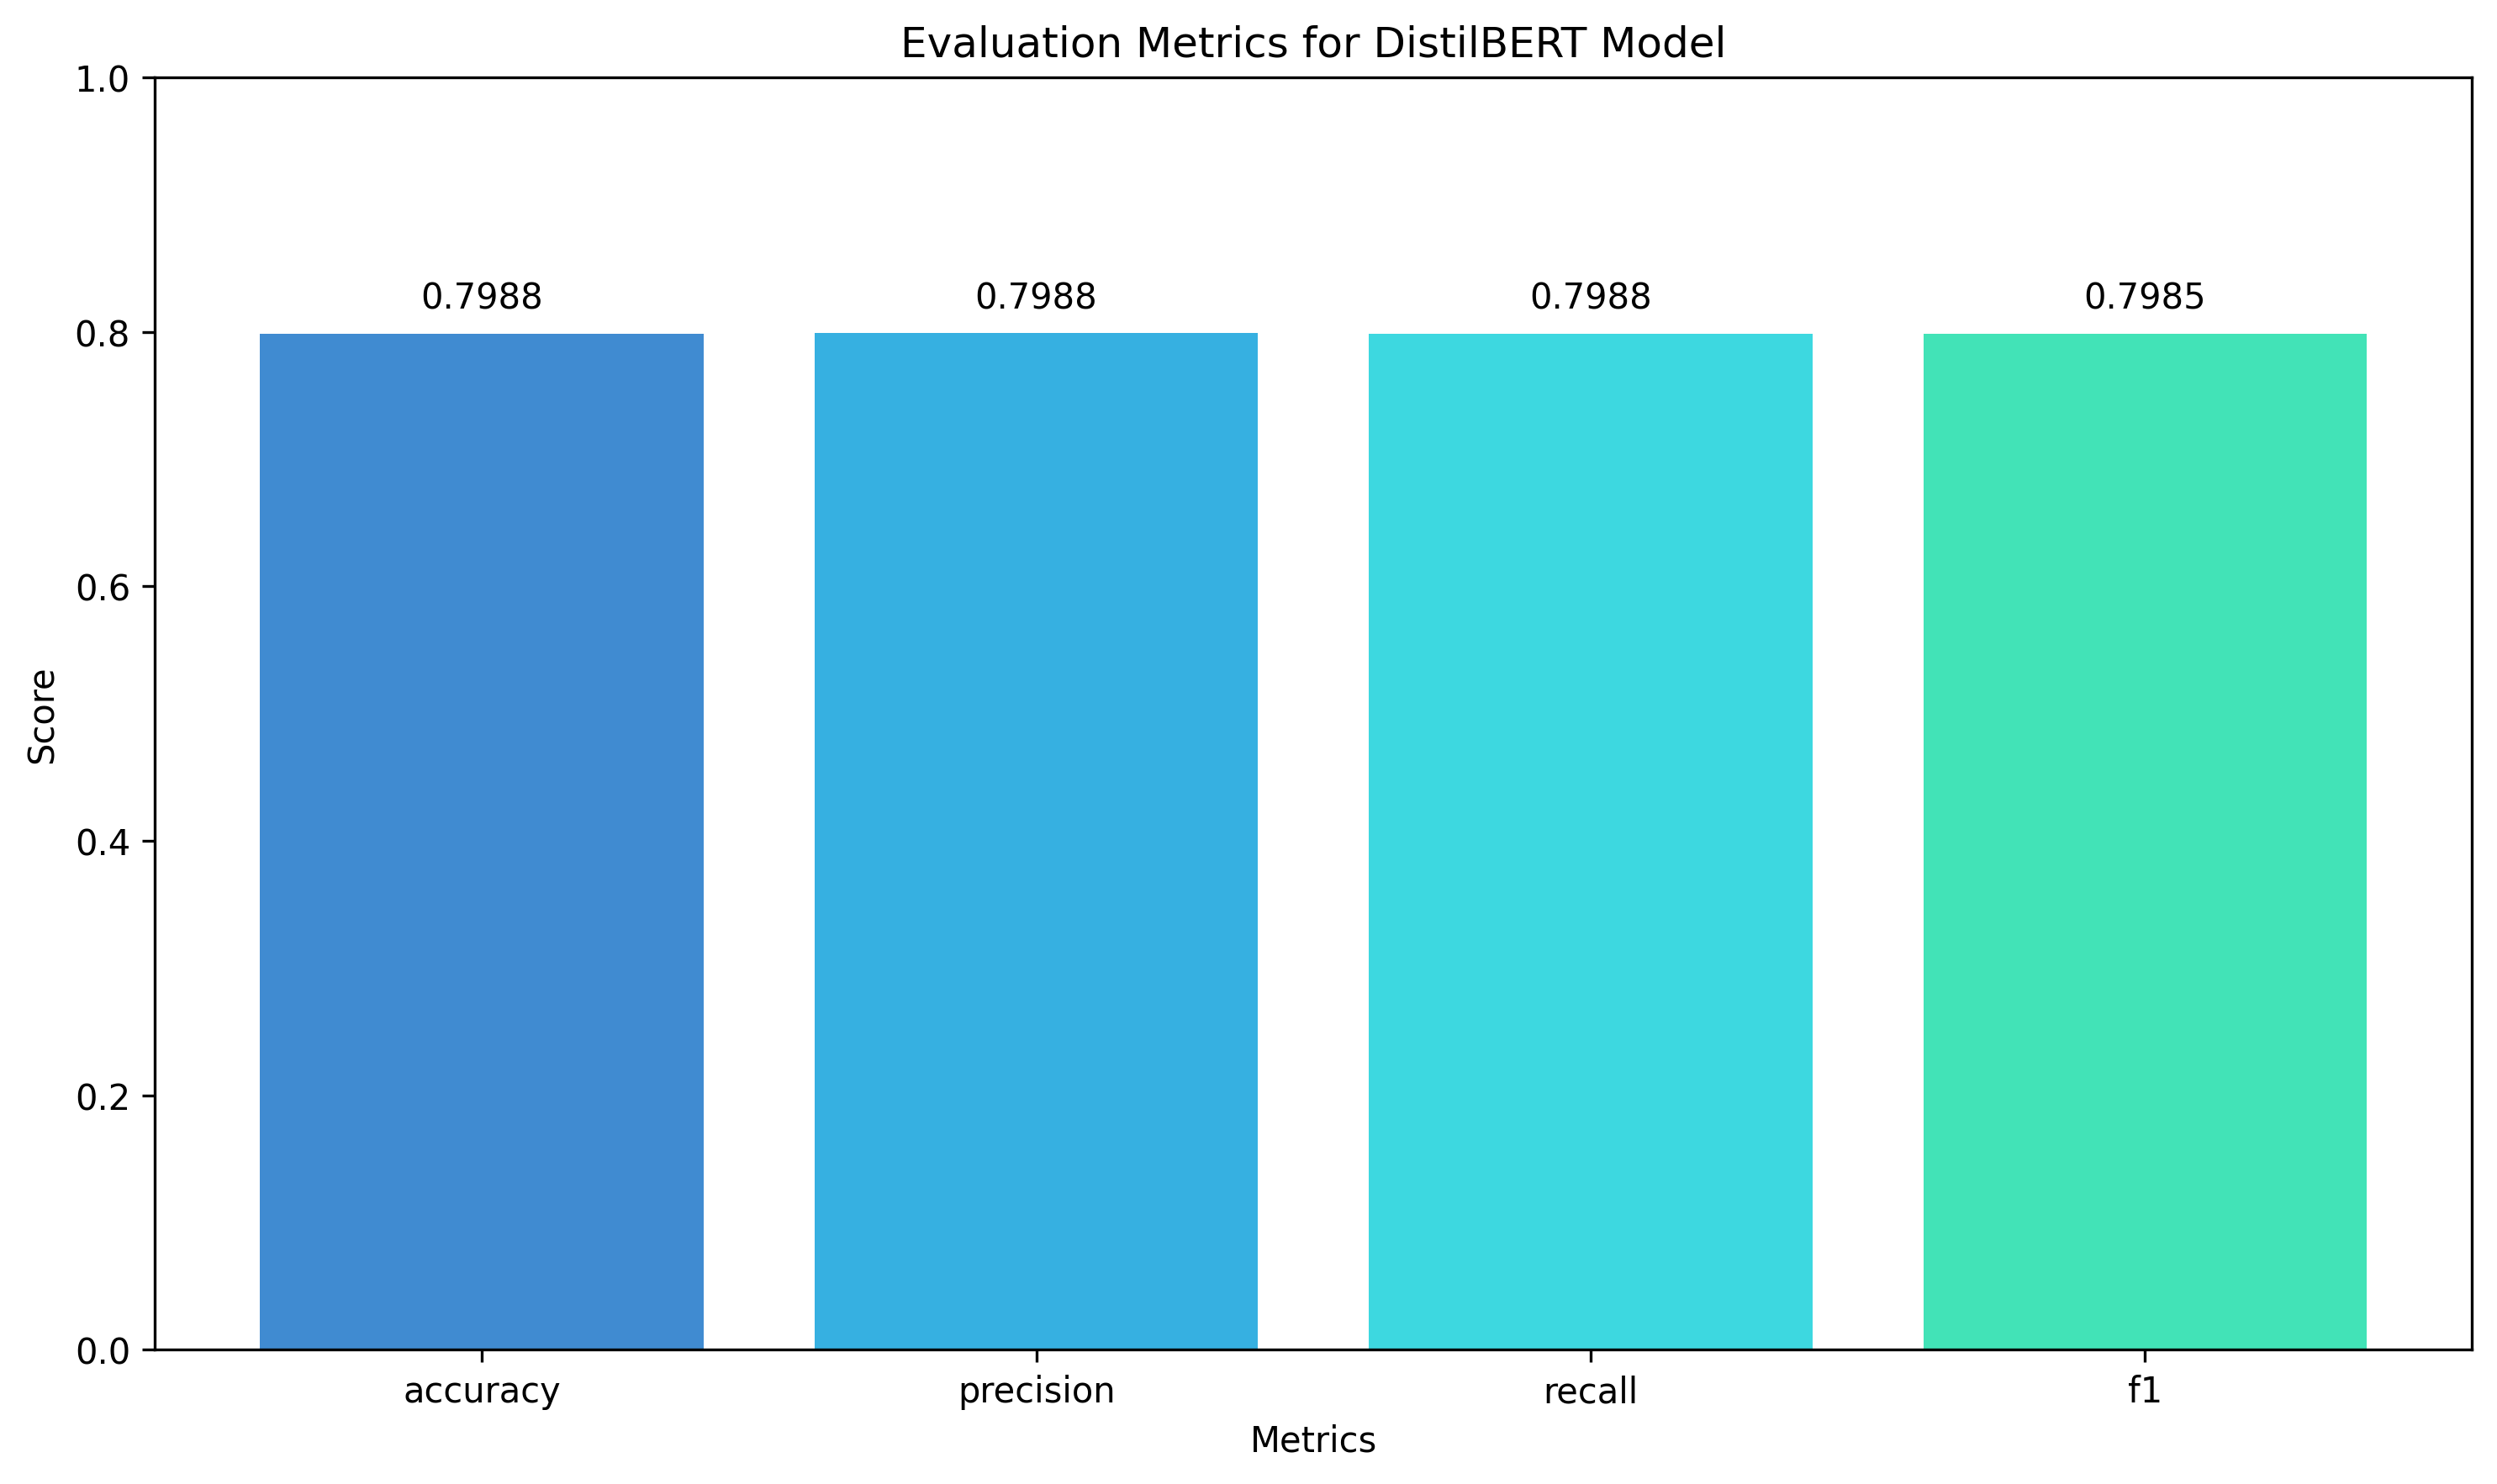 Evaluation Metrics for DistilBERT Model
1.0
0.8
0.6
0.4
0.2
0.0
Score
0.7988
0.7988
0.7988
0.7985
accuracy
precision
recall
f1
Metrics